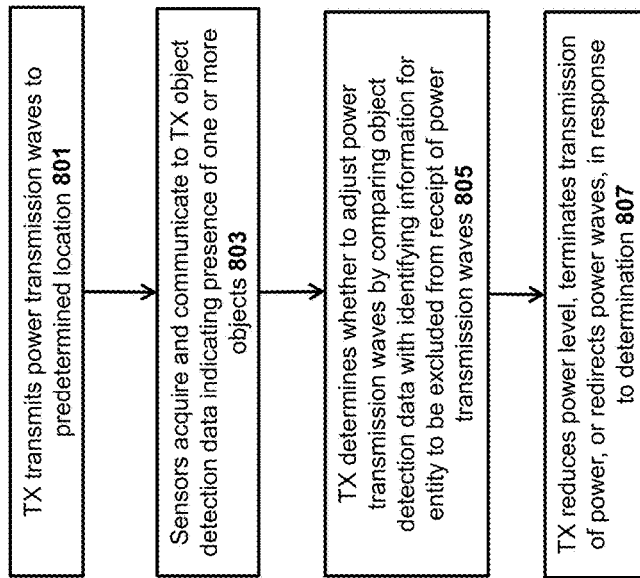 TX transmits power transmission waves to
predetermined location 801
Sensors acquire and communicate to TX object
detection data indicating presence of one or more
objects 803
TX determines whether to adjust power
transmission waves by comparing object
detection data with identifying information for
entity to be excluded from receipt of power
transmission waves 805
TX reduces power level, terminates transmission
of power, or redirects power waves, in response
to determination 807